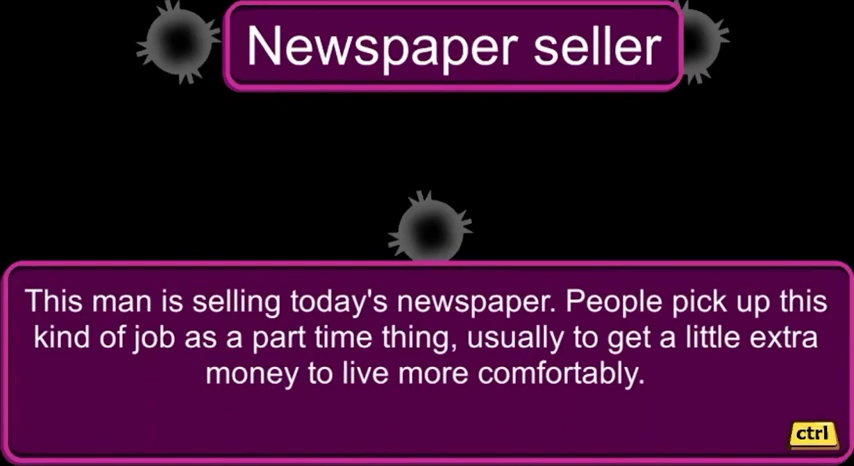 Newspaper seller
This man is selling today's newspaper. People pick up this
kind of job as a part time thing, usually to get a little extra
money to live more comfortably.
ctrl